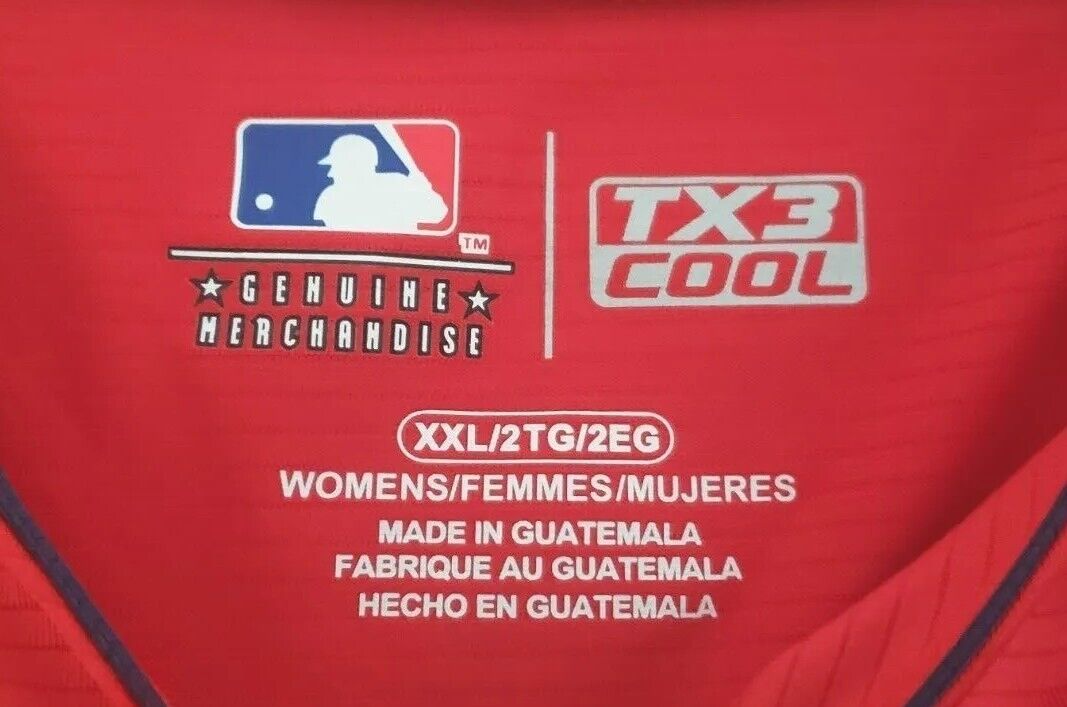 TM
GENUINE
MERCHANDISE
TX3
COOL
XXL/2TG/2EG
WOMENS/FEMMES/MUJERES
MADE IN GUATEMALA
FABRIQUE AU GUATEMALA
HECHO EN GUATEMALA